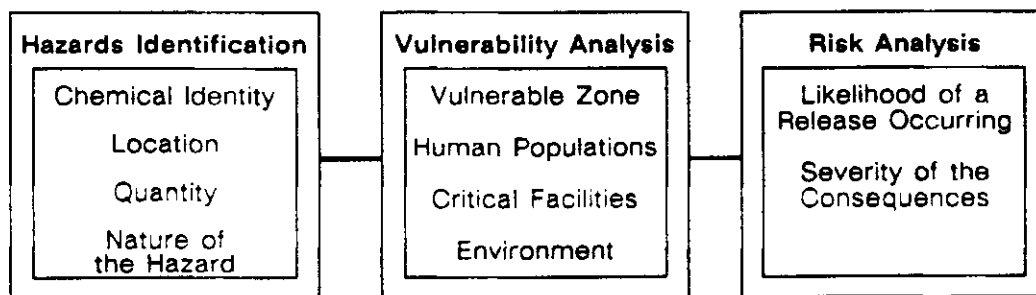 Hazards Identification
Chemical Identity
Location
Quantity
Nature of
the Hazard
Vulnerability Analysis
Vulnerable Zone
Human Populations
Critical Facilities
Environment
Risk Analysis
Likelihood of a
Release Occurring
Severity of the
Consequences